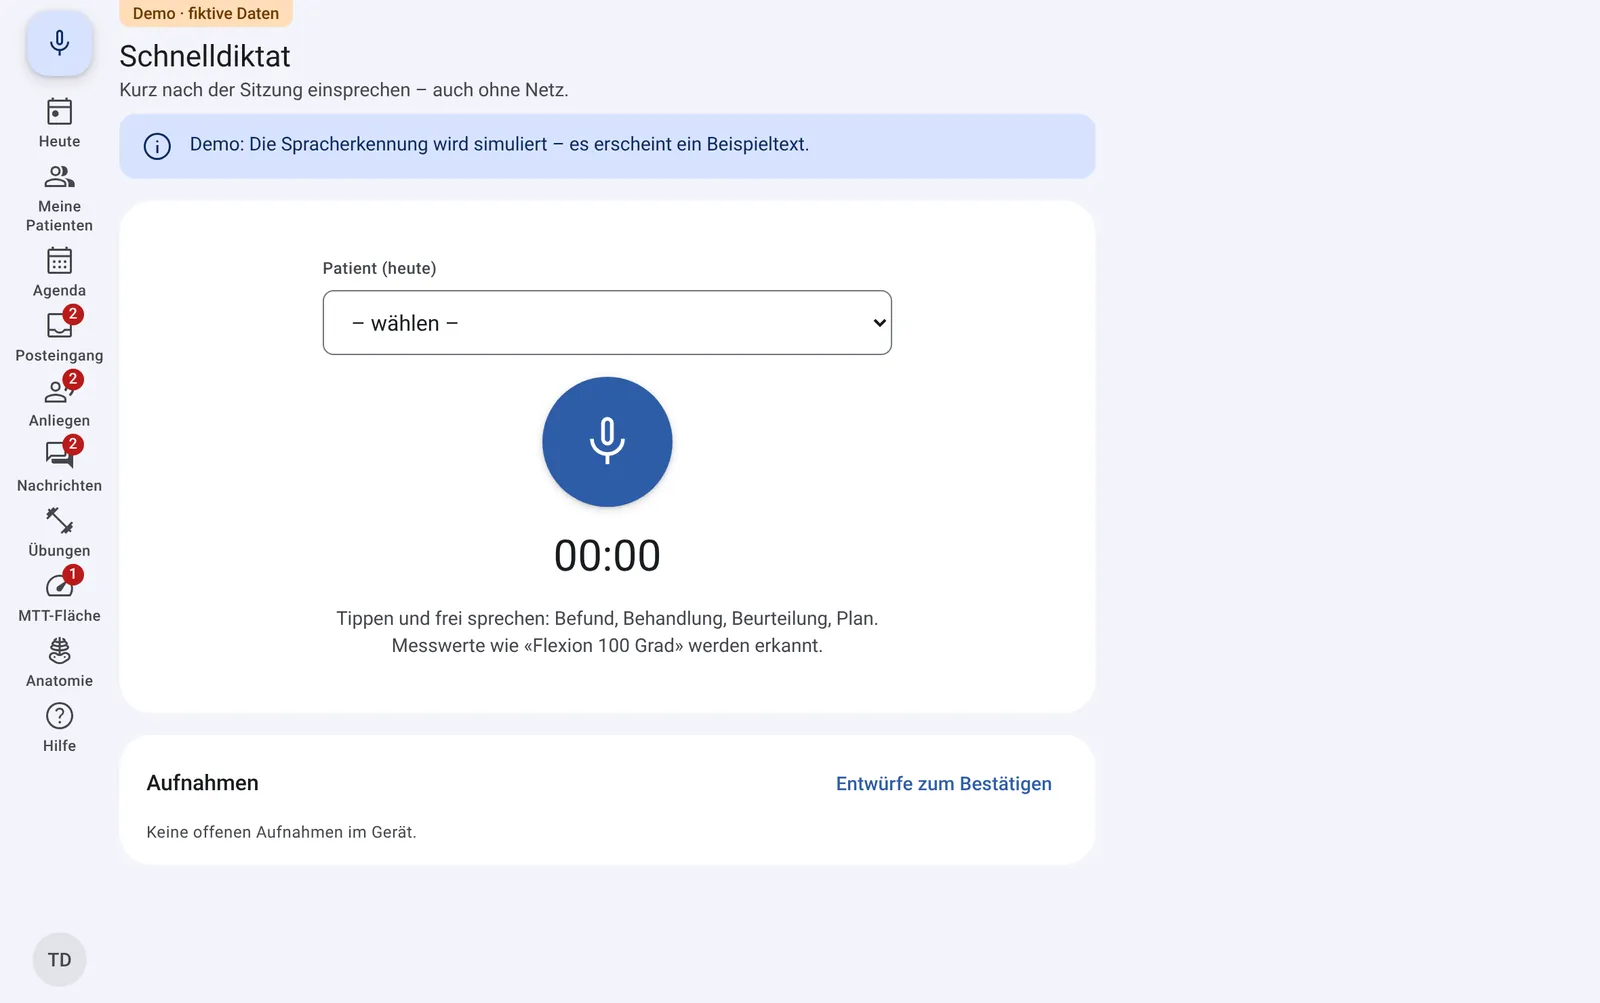 Demo · fiktive Daten
Schnelldiktat
Kurz nach der Sitzung einsprechen – auch ohne Netz.
Demo: Die Spracherkennung wird simuliert – es erscheint ein Beispieltext.
Heute
Meine
Patienten
Agenda
2
Posteingang
2
Anliegen
2
Nachrichten
Übungen
1
MTT-Fläche
Anatomie
?
Hilfe
TD
Patient (heute)
– wählen –
00:00
Tippen und frei sprechen: Befund, Behandlung, Beurteilung, Plan.
Messwerte wie «Flexion 100 Grad» werden erkannt.
Aufnahmen
Entwürfe zum Bestätigen
Keine offenen Aufnahmen im Gerät.